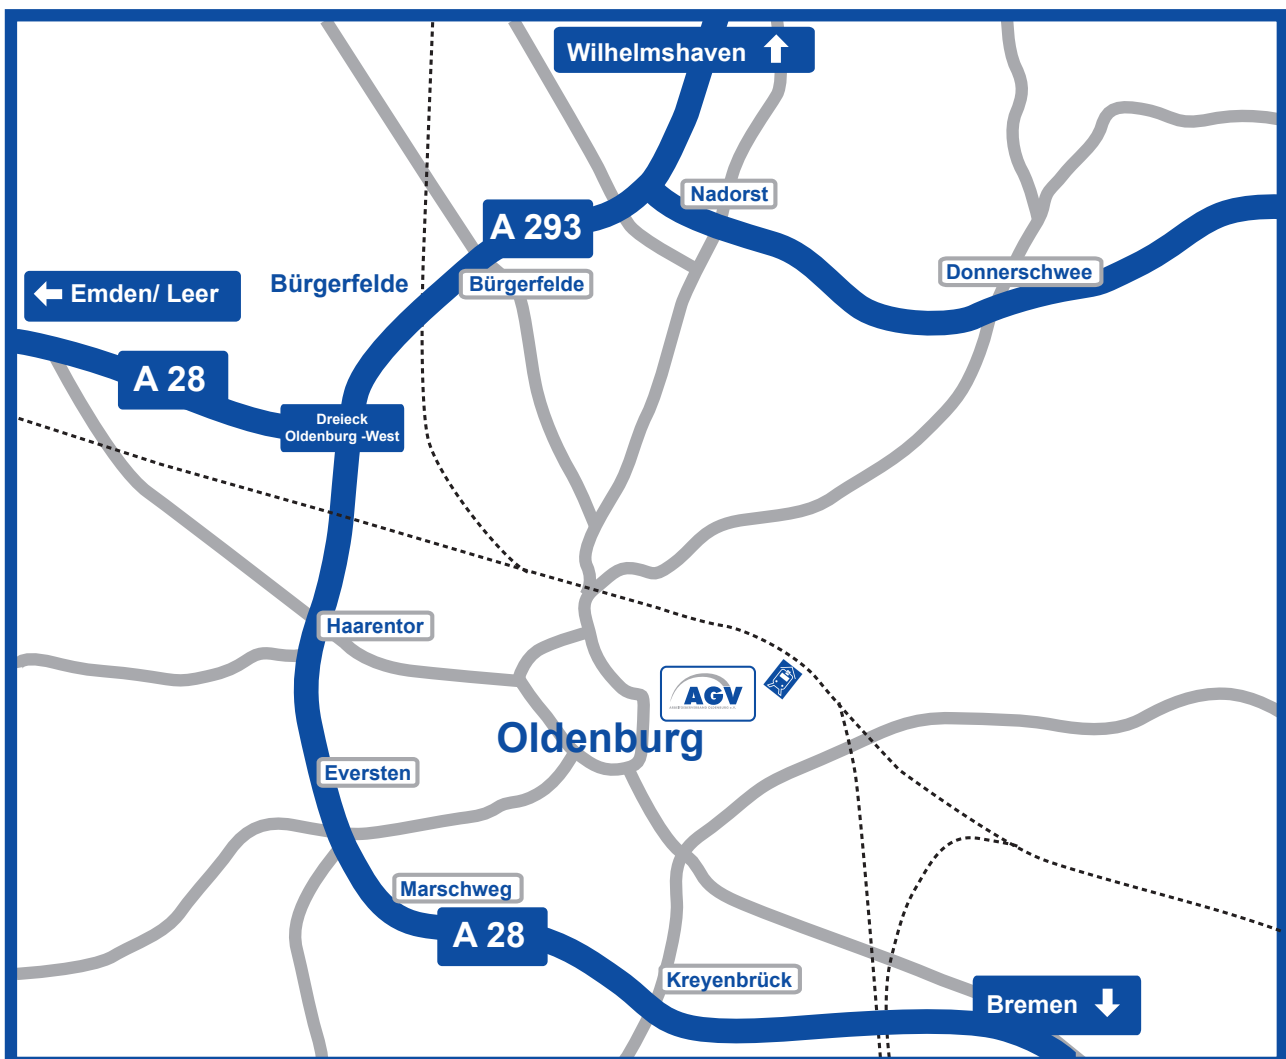 Wilhelmshaven
Nadorst
A 293
Donnerschwee
Bürgerfelde
Bürgerfelde
Emden/ Leer
A 28
Dreieck
Oldenburg -West
Haarentor
AGV
Oldenburg
Eversten
Marschweg
A 28
Kreyenbrück
Bremen